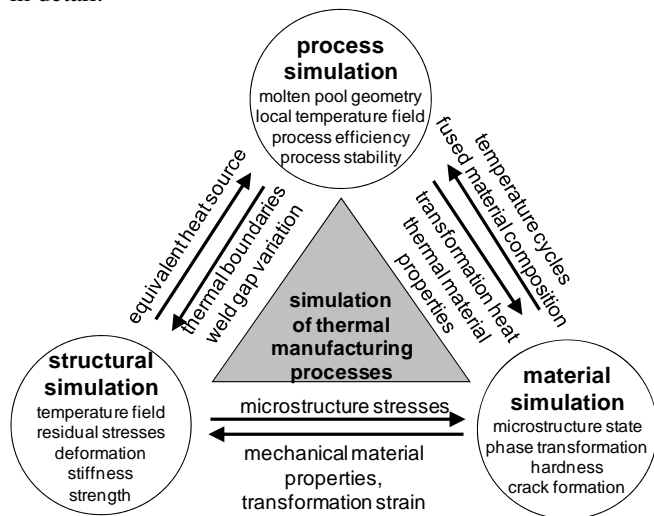 in detail.
process
simulation
molten pool geometry
local temperature field
process efficiency
process stability
equivalent heat source
thermal boundaries
weld gap variation
temperature cycles
fused material composition
transformation heat
thermal material
properties
simulation
of thermal
manufacturing
processes
structural
simulation
temperature field
residual stresses
deformation
stiffness
strength
microstructure stresses
mechanical material
properties,
transformation strain
material
simulation
microstructure state
phase transformation
hardness
crack formation